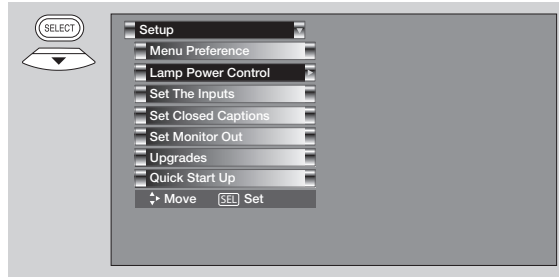 SELECT
Setup
Menu Preference
Lamp Power Control
Set The Inputs
Set Closed Captions
Set Monitor Out
Upgrades
Quick Start Up
Move SEL Set